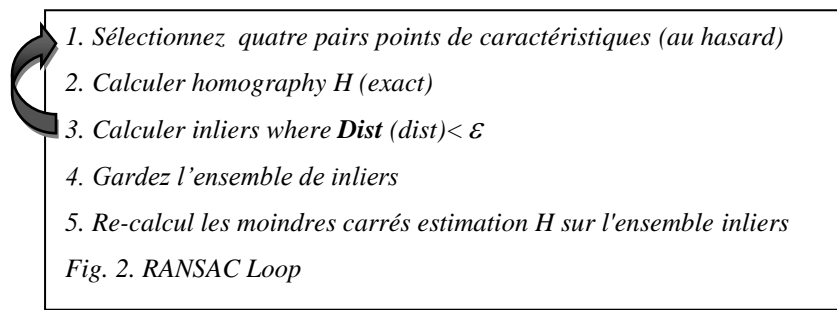 1. Sélectionnez quatre pairs points de caractéristiques (au hasard)
2. Calculer homography H (exact)
3. Calculer inliers where Dist (dist)< ε
4. Gardez l’ensemble de inliers
5. Re-calcul les moindres carrés estimation H sur l'ensemble inliers
Fig. 2. RANSAC Loop